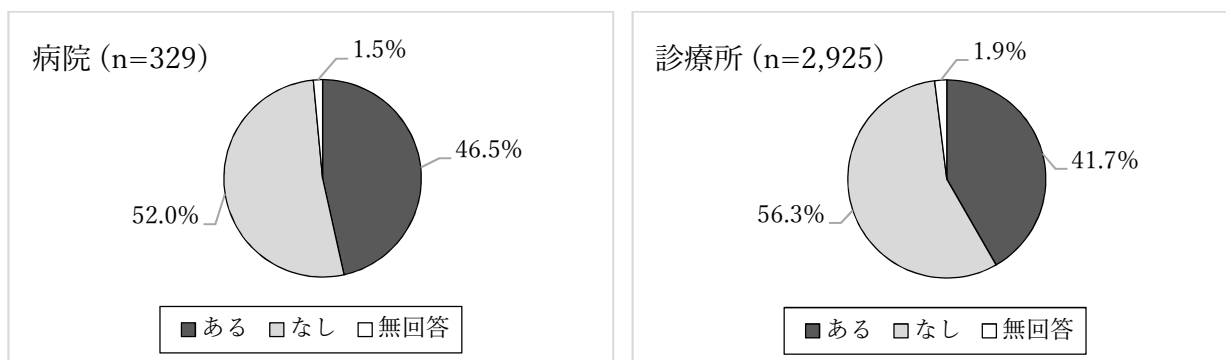 病院 (n=329)
1.5%
46.5%
52.0%
■ある □なし □無回答
診療所 (n=2,925)
1.9%
41.7%
56.3%
■ある □なし □無回答